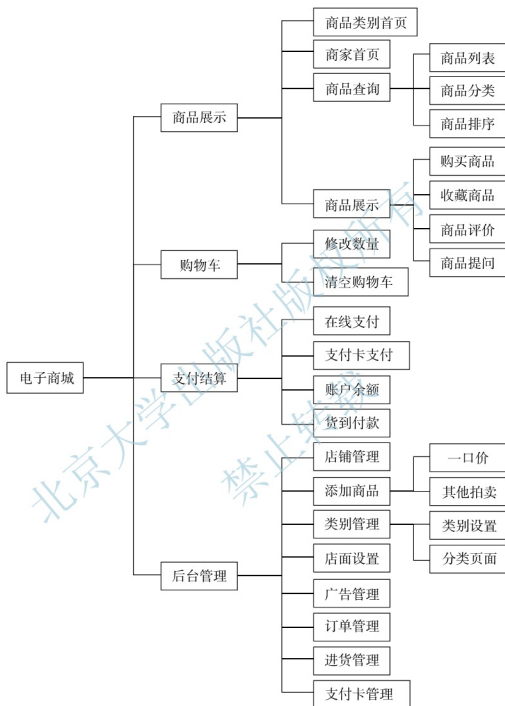 电子商城
商品展示
商品类别首页
商家首页
商品查询
商品列表
商品分类
商品排序
商品展示
购买商品
收藏商品
商品评价
商品提问
购物车
修改数量
清空购物车
支付结算
在线支付
支付卡支付
账户余额
货到付款
后台管理
店铺管理
添加商品
一口价
其他拍卖
类别管理
类别设置
分类页面
店面设置
广告管理
订单管理
进货管理
支付卡管理
北京大学出版社版权所有
禁止转载